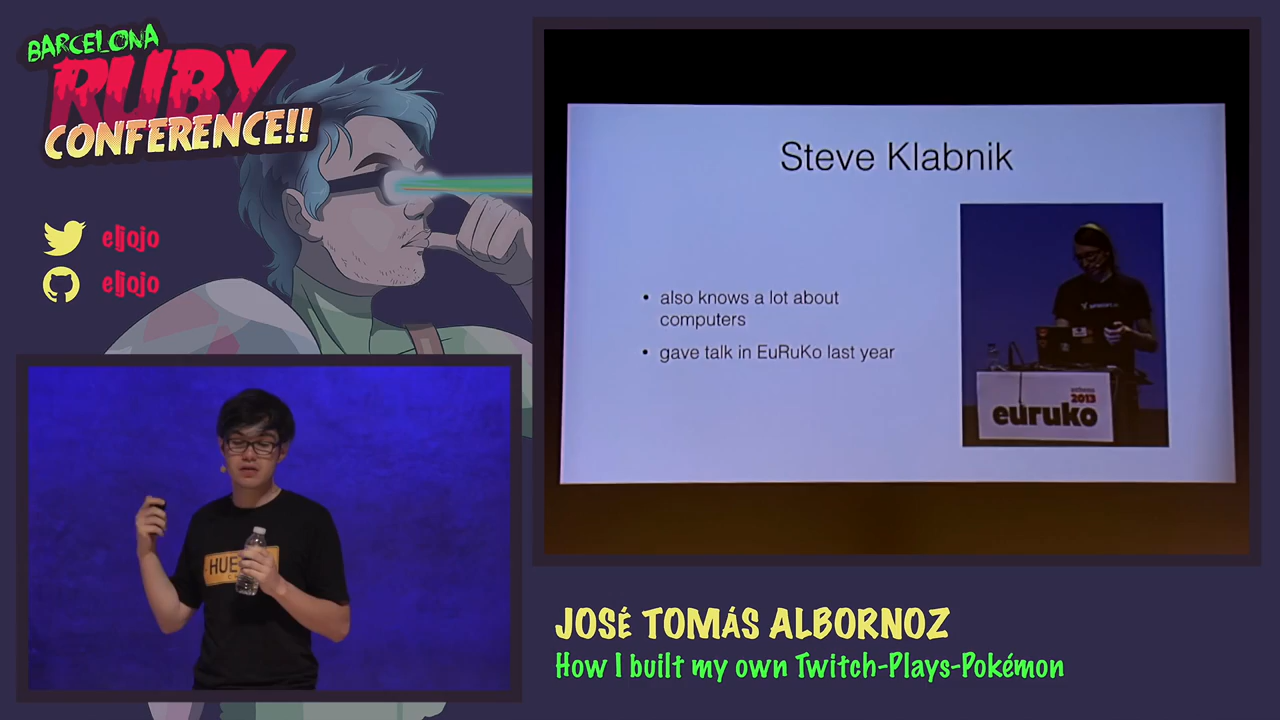 BARCELONA
RUBY
CONFERENCE!!
eljojo
eljojo
Steve Klabnik
• also knows a lot about
computers
• gave talk in EuRuKo last year
2013
euruko
HUE
JOSÉ TOMÁS ALBORNOZ
How I built my own Twitch-Plays-Pokémon